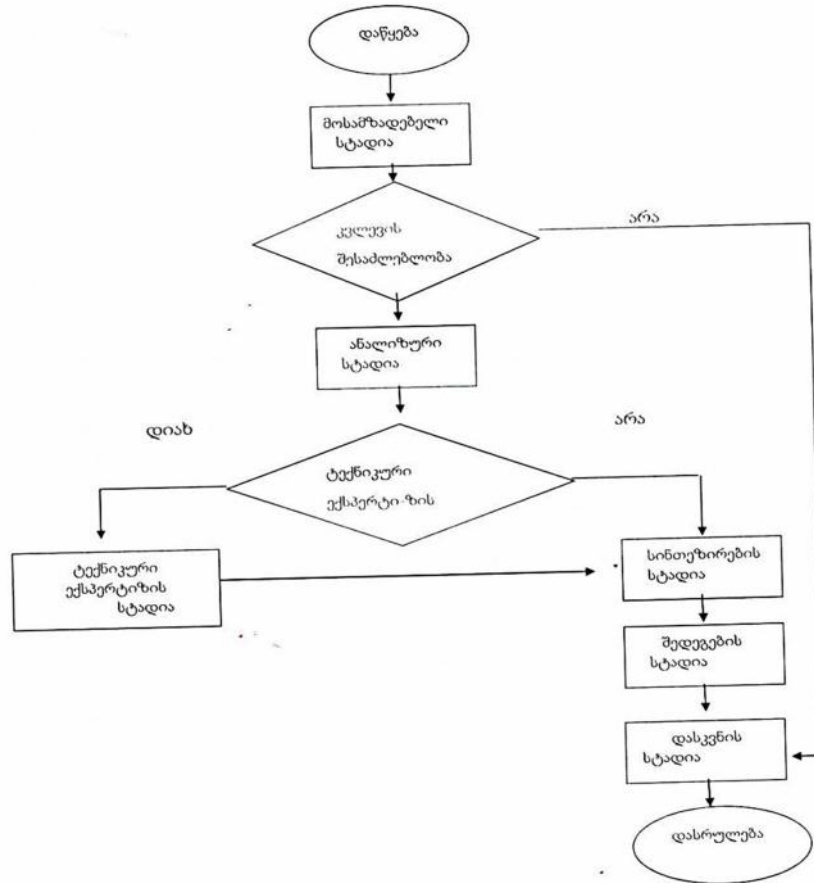 დაწყება
მოსამზადებელი
სტადია
არა
კვლევის
შესაძლებლობა
ანალიზური
სტადია
დიახ
არა
ტექნიკური
ექსპერტი-ზის
ტექნიკური
ექსპერტიზის
სტადია
სინთეზირების
სტადია
შედეგების
სტადია
დასკვნის
სტადია
დასრულება